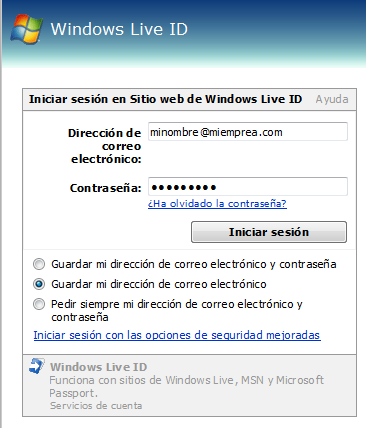 Windows Live ID
Iniciar sesión en Sitio web de Windows Live ID Ayuda
Dirección de
correo
electrónico:
minombre@miemprea.com
Contraseña:
●●●●●●●●●
¿Ha olvidado la contraseña?
Iniciar sesión
Guardar mi dirección de correo electrónico y contraseña
Guardar mi dirección de correo electrónico
Pedir siempre mi dirección de correo electrónico y
contraseña
Iniciar sesión con las opciones de seguridad mejoradas
Windows Live ID
Funciona con sitios de Windows Live, MSN y Microsoft
Passport.
Servicios de cuenta